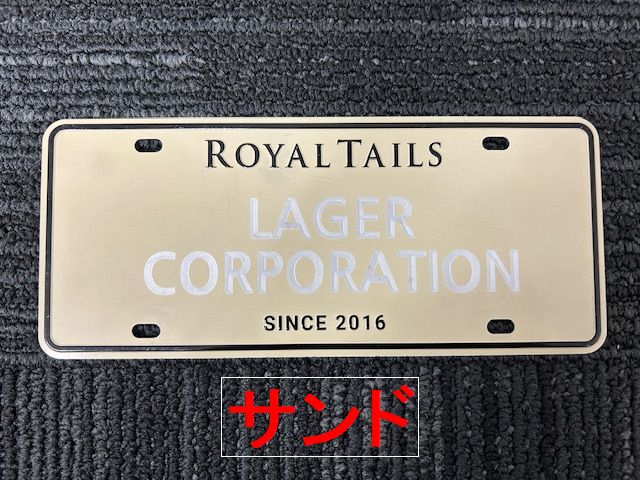 ROYAL TAILS
LAGER
CORPORATION
SINCE 2016
サンド